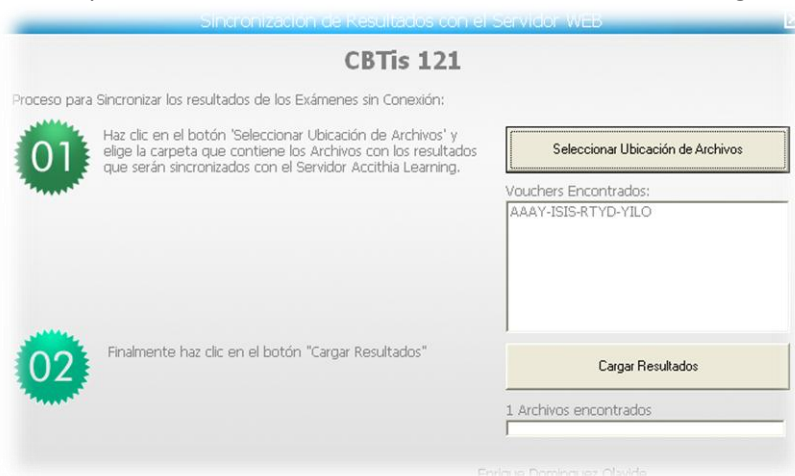 Sincronización de Resultados con el Servidor WEB
CBTis 121
Proceso para Sincronizar los resultados de los Exámenes sin Conexión:
01
Haz clic en el botón 'Seleccionar Ubicación de Archivos' y
elige la carpeta que contiene los Archivos con los resultados
que serán sincronizados con el Servidor Accithia Learning.
Seleccionar Ubicación de Archivos
Vouchers Encontrados:
AAAY-ISIS-RTYD-YILO
02
Finalmente haz clic en el botón "Cargar Resultados"
Cargar Resultados
1 Archivos encontrados
Enrique Dominguez Olavide